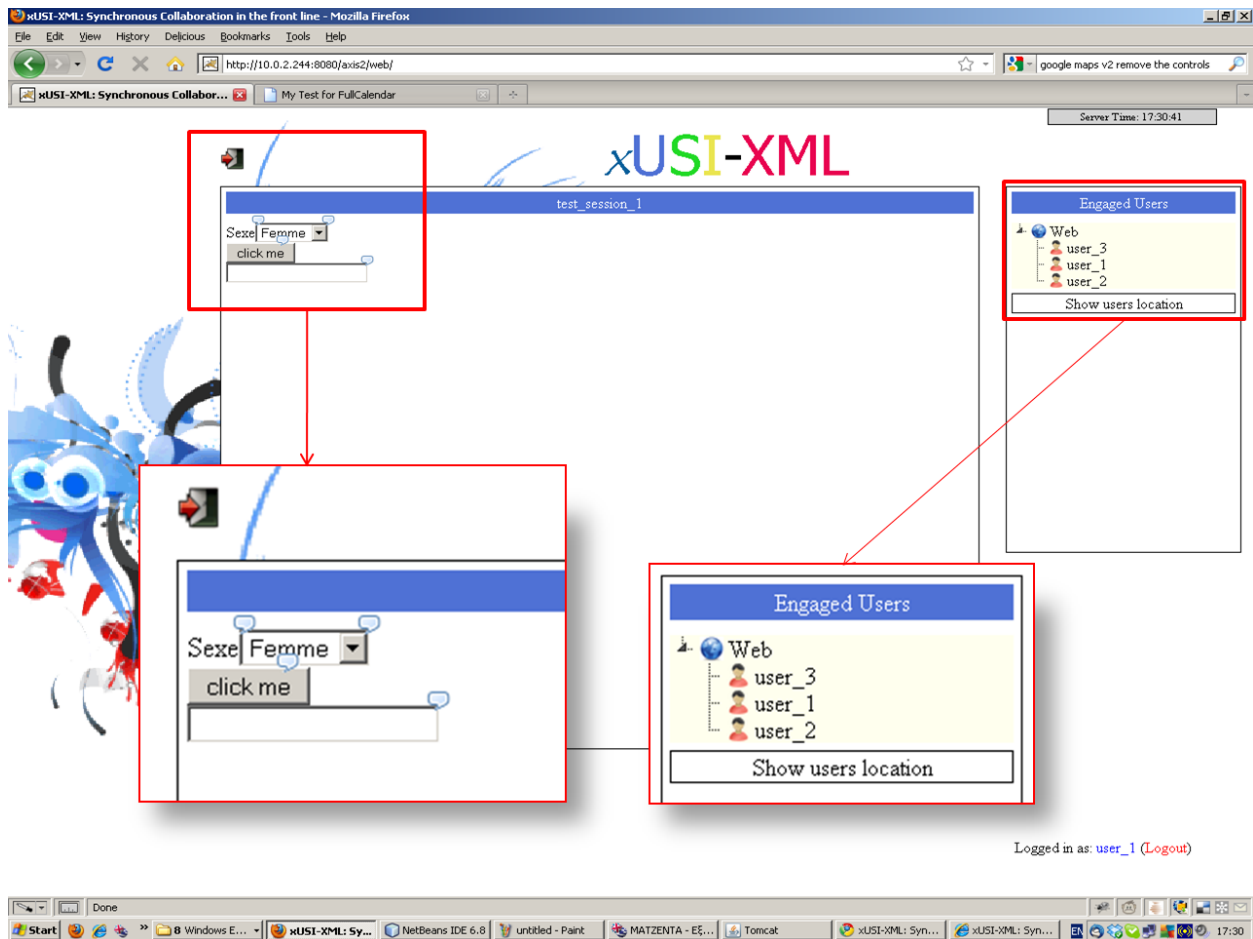 xUSI-XML: Synchronous Collaboration in the front line - Mozilla Firefox
File Edit View History Delicious Bookmarks Tools Help
http://10.0.2.244:8080/axis2/web/
google maps v2 remove the controls
xUSI-XML: Synchronous Collabor...
My Test for FullCalendar
Server Time: 17:30:41
xUSI-XML
test_session_1
Engaged Users
Sexe Femme
click me
Web
user_3
user_1
user_2
Show users location
Sexe Femme
click me
Engaged Users
Web
user_3
user_1
user_2
Show users location
Logged in as: user_1 (Logout)
Done
Start
8 Windows E...
xUSI-XML: Sy...
NetBeans IDE 6.8
untitled - Paint
MATZENTA - Εξ...
Tomcat
xUSI-XML: Syn...
xUSI-XML: Syn...
EN
17:30